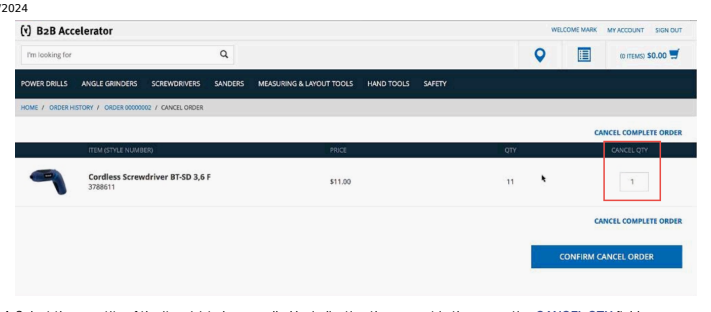 /2024
B2B Accelerator
WELCOME MARK MY ACCOUNT SIGN OUT
I'm looking for
(0 ITEMS) $0.00
POWER DRILLS ANGLE GRINDERS SCREWDRIVERS SANDERS MEASURING & LAYOUT TOOLS HAND TOOLS SAFETY
HOME / ORDER HISTORY / ORDER 00000002 / CANCEL ORDER
CANCEL COMPLETE ORDER
ITEM (STYLE NUMBER) PRICE QTY CANCEL QTY
Cordless Screwdriver BT-SD 3,6 F
3788611
$11.00 11 1
CANCEL COMPLETE ORDER
CONFIRM CANCEL ORDER